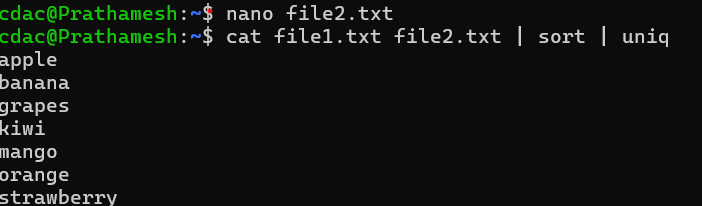 cdac@Prathamesh:~$ nano file2.txt
cdac@Prathamesh:~$ cat file1.txt file2.txt | sort | uniq
apple
banana
grapes
kiwi
mango
orange
strawberry